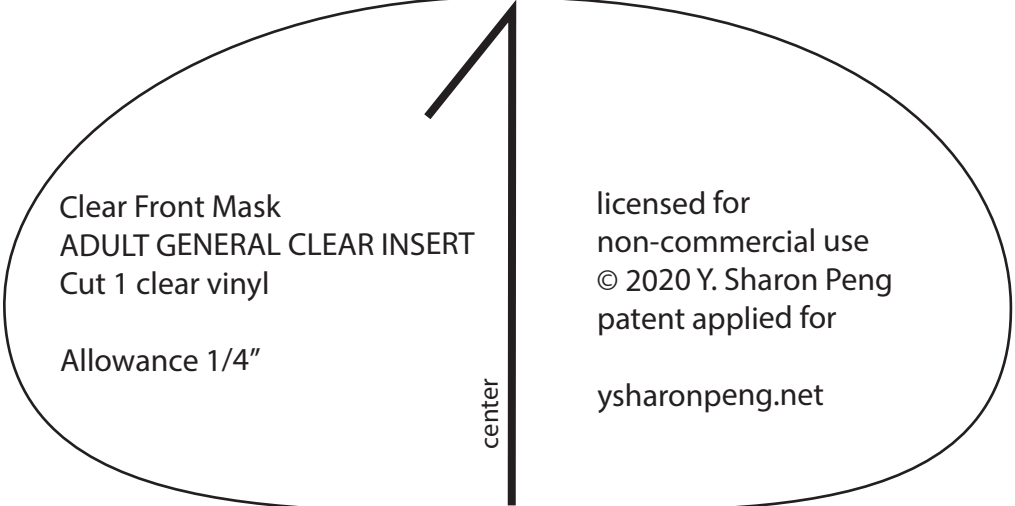 Clear Front Mask
ADULT GENERAL CLEAR INSERT
Cut 1 clear vinyl
Allowance 1/4”
center
licensed for
non-commercial use
© 2020 Y. Sharon Peng
patent applied for
ysharonpeng.net